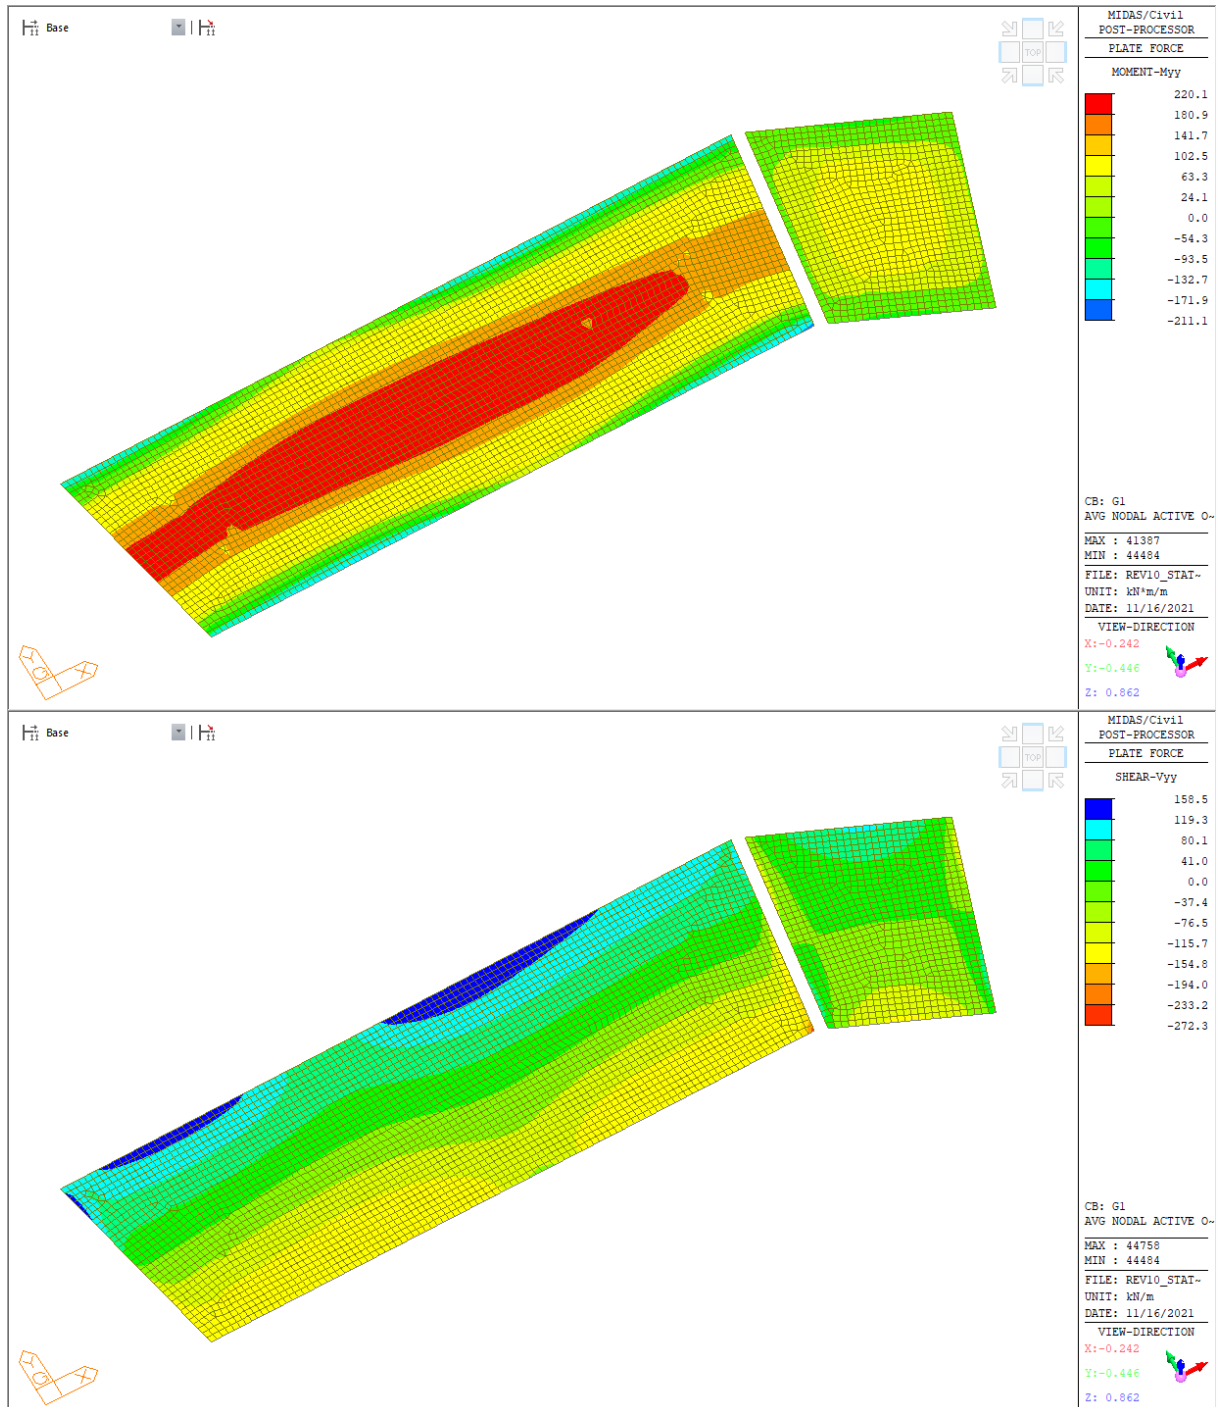 Base
TOP
MIDAS/Civil
POST-PROCESSOR
PLATE FORCE
MOMENT-Myy
220.1
180.9
141.7
102.5
63.3
24.1
0.0
-54.3
-93.5
-132.7
-171.9
-211.1
CB: G1
AVG NODAL ACTIVE O~
MAX : 41387
MIN : 44484
FILE: REV10_STAT~
UNIT: kN*m/m
DATE: 11/16/2021
VIEW-DIRECTION
X:-0.242
Y:-0.446
Z: 0.862
Y G X
Base
TOP
MIDAS/Civil
POST-PROCESSOR
PLATE FORCE
SHEAR-Vyy
158.5
119.3
80.1
41.0
0.0
-37.4
-76.5
-115.7
-154.8
-194.0
-233.2
-272.3
CB: G1
AVG NODAL ACTIVE O~
MAX : 44758
MIN : 44484
FILE: REV10_STAT~
UNIT: kN/m
DATE: 11/16/2021
VIEW-DIRECTION
X:-0.242
Y:-0.446
Z: 0.862
Y G X